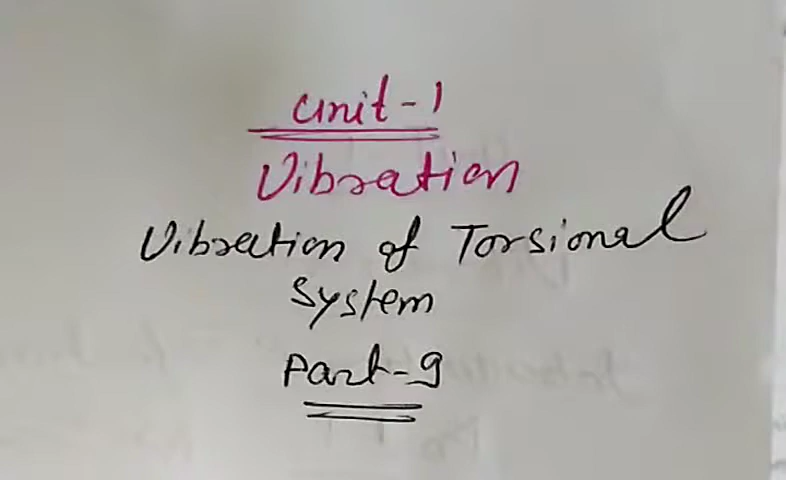 Unit-1
Vibration
Vibration of Torsional
System
Part-9